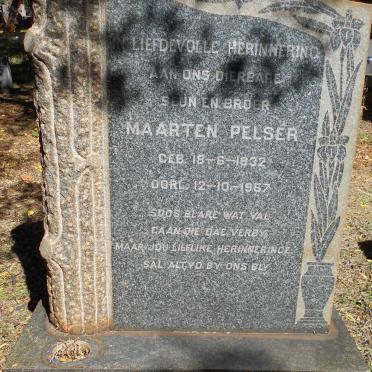 IN LIEFDEVOLLE HERINNERING
AAN ONS DIERBARE
SEUN EN BROER
MAARTEN PELSER
GEB. 18-6-1932
OORL. 12-10-1957
SOOS BLARE WAT VAL
GAAN DIE DAE VERBY,
MAAR JOU LIEFLIKE HERINNERINGE
SAL ALTYD BY ONS BLY